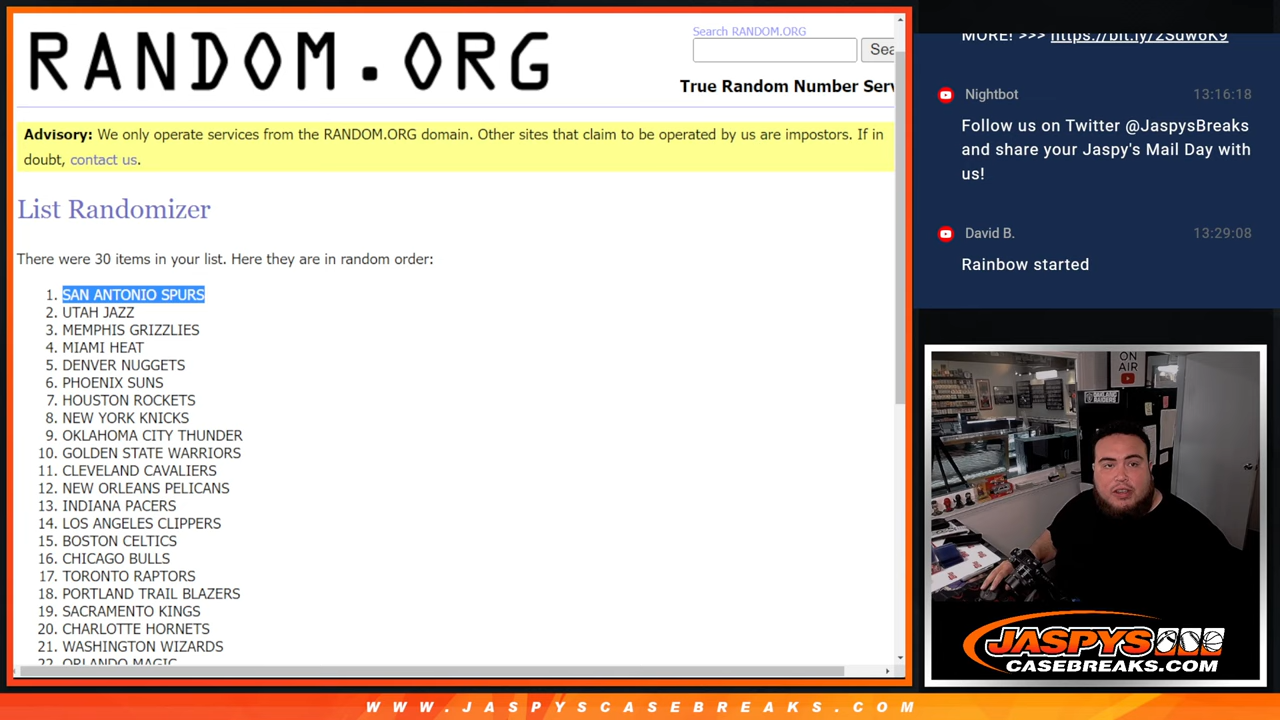 RANDOM.ORG
Search RANDOM.ORG
Sea
True Random Number Serv
Advisory: We only operate services from the RANDOM.ORG domain. Other sites that claim to be operated by us are impostors. If in
doubt, contact us.
List Randomizer
There were 30 items in your list. Here they are in random order:
1. SAN ANTONIO SPURS
2. UTAH JAZZ
3. MEMPHIS GRIZZLIES
4. MIAMI HEAT
5. DENVER NUGGETS
6. PHOENIX SUNS
7. HOUSTON ROCKETS
8. NEW YORK KNICKS
9. OKLAHOMA CITY THUNDER
10. GOLDEN STATE WARRIORS
11. CLEVELAND CAVALIERS
12. NEW ORLEANS PELICANS
13. INDIANA PACERS
14. LOS ANGELES CLIPPERS
15. BOSTON CELTICS
16. CHICAGO BULLS
17. TORONTO RAPTORS
18. PORTLAND TRAIL BLAZERS
19. SACRAMENTO KINGS
20. CHARLOTTE HORNETS
21. WASHINGTON WIZARDS
22. ORLANDO MAGIC
MORE! >>> https://bit.ly/2Sdw6K9
Nightbot 13:16:18
Follow us on Twitter @JaspysBreaks
and share your Jaspy's Mail Day with
us!
David B. 13:29:08
Rainbow started
ON
AIR
JASPYS
CASEBREAKS.COM
WWW.JASPYSCASEBREAKS.COM